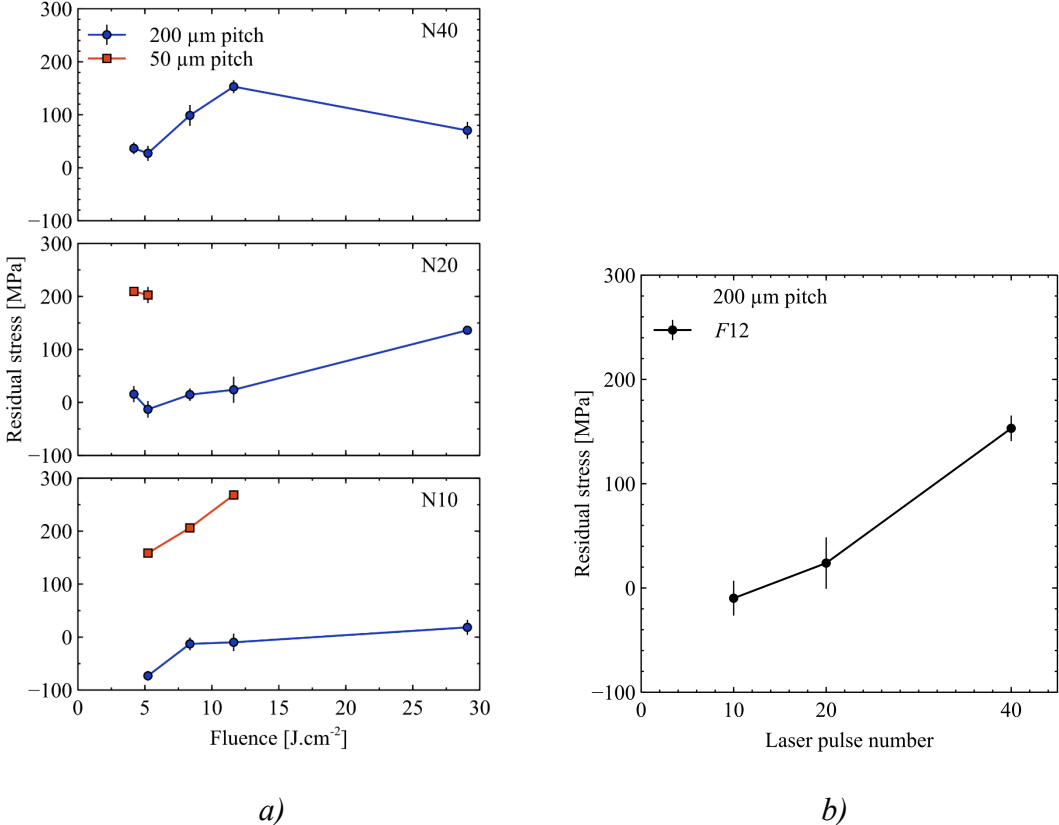 300
200
100
0
−100
200 µm pitch
50 µm pitch
N40
300
200
100
0
−100
N20
300
200
100
0
−100
N10
0 5 10 15 20 25 30
Fluence [J.cm-2]
Residual stress [MPa]
a)
300
200
100
0
−100
200 µm pitch
F12
0 10 20 40
Laser pulse number
Residual stress [MPa]
b)